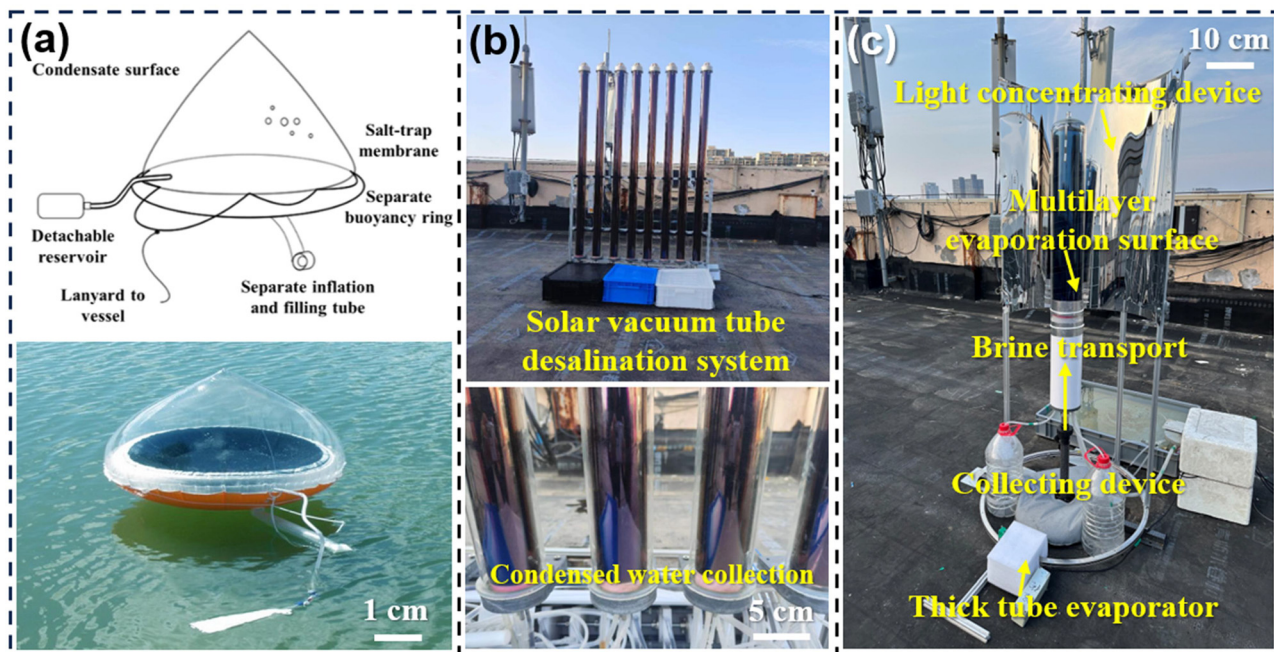 (a)
Condensate surface
Salt-trap
membrane
Separate
buoyancy ring
Detachable
reservoir
Lanyard to
vessel
Separate inflation
and filling tube
1 cm
(b)
Solar vacuum tube
desalination system
Condensed water collection
5 cm
(c)
10 cm
Light concentrating device
Multilayer
evaporation surface
Brine transport
Collecting device
Thick tube evaporator